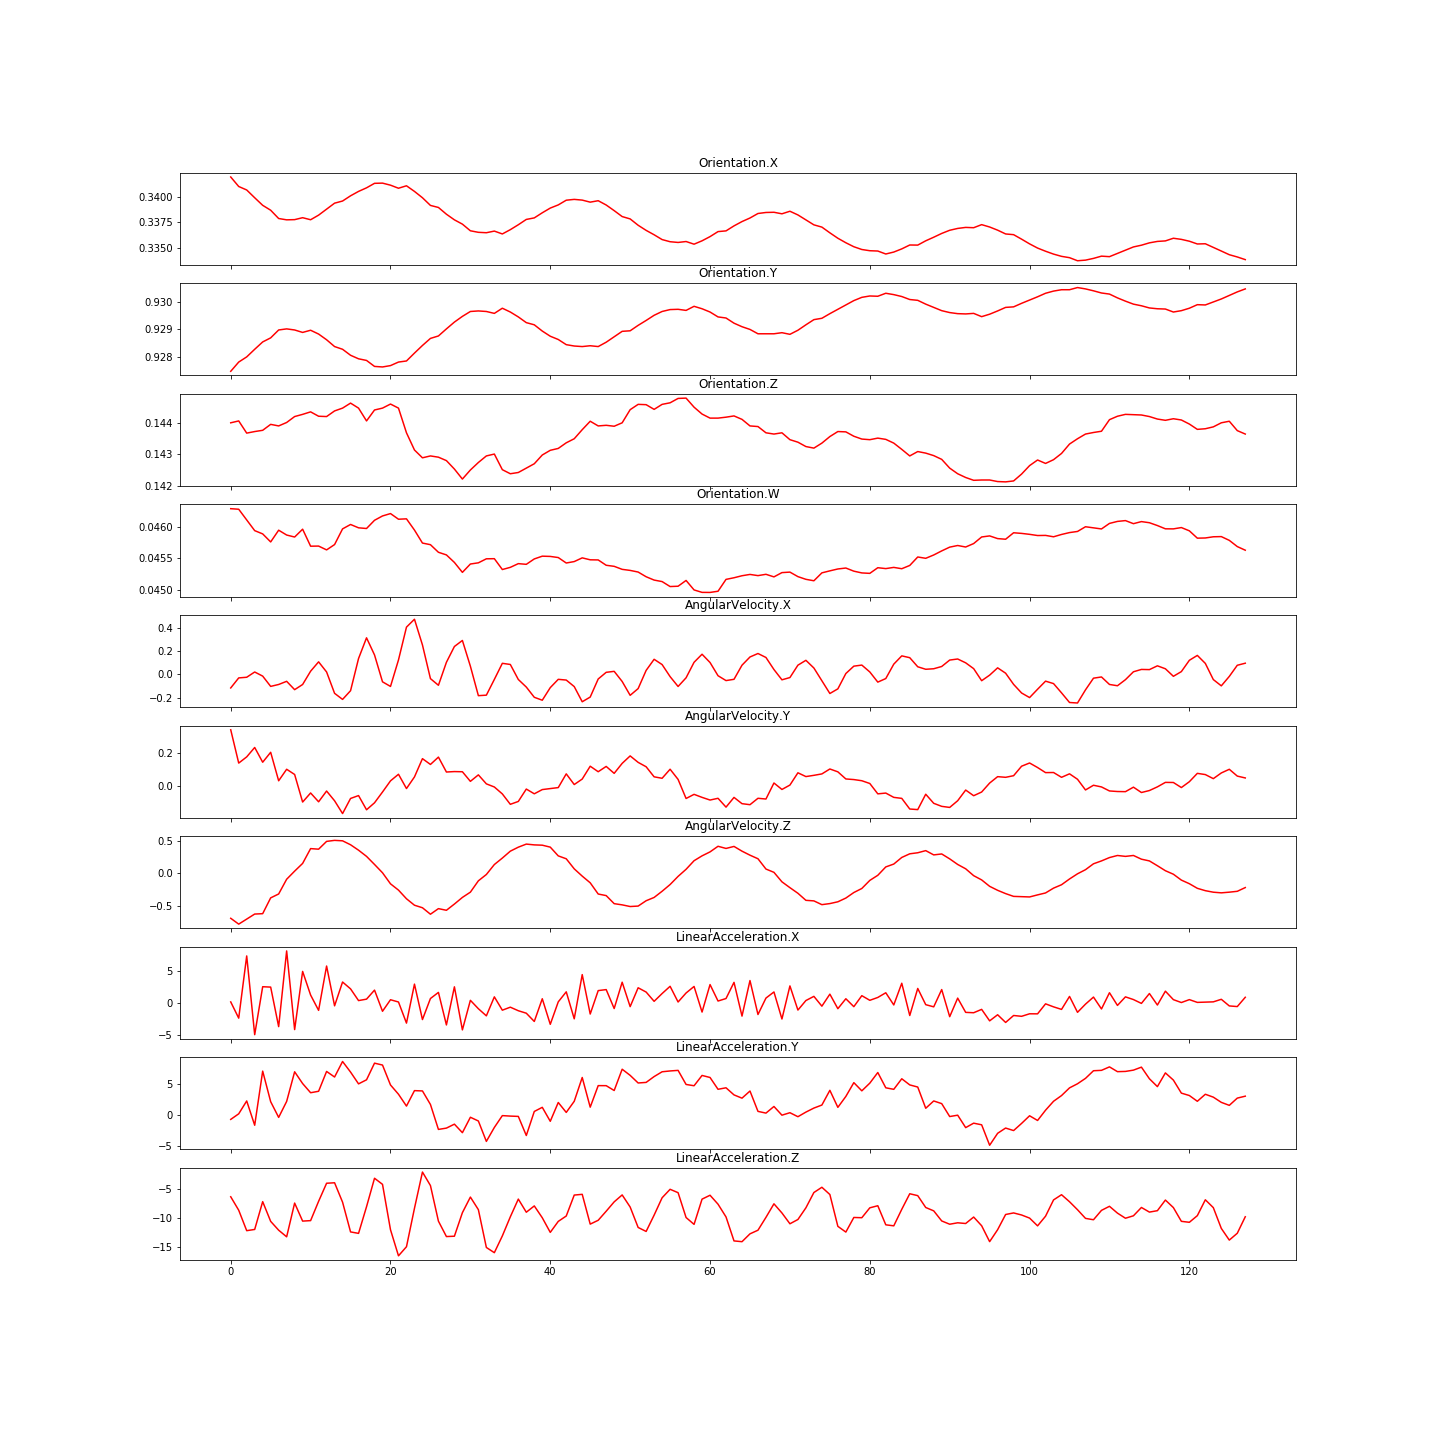 Orientation.X
0.3400
0.3375
0.3350
Orientation.Y
0.930
0.929
0.928
Orientation.Z
0.144
0.143
0.142
Orientation.W
0.0460
0.0455
0.0450
AngularVelocity.X
0.4
0.2
0.0
−0.2
AngularVelocity.Y
0.2
0.0
AngularVelocity.Z
0.5
0.0
−0.5
LinearAcceleration.X
5
0
−5
LinearAcceleration.Y
5
0
−5
LinearAcceleration.Z
−5
−10
−15
0 20 40 60 80 100 120